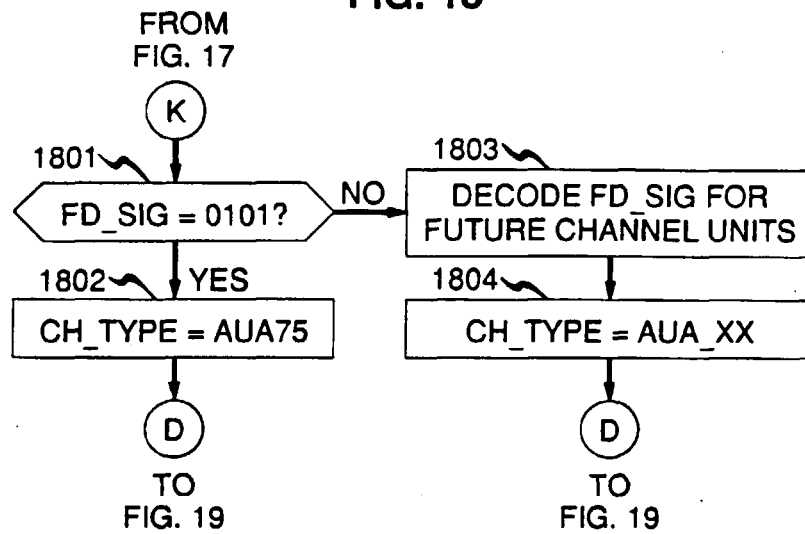 FROM
FIG. 17
K
1801
FD_SIG = 0101?
NO
1803
DECODE FD_SIG FOR
FUTURE CHANNEL UNITS
1802
YES
CH_TYPE = AUA75
1804
CH_TYPE = AUA_XX
D
TO
FIG. 19
D
TO
FIG. 19